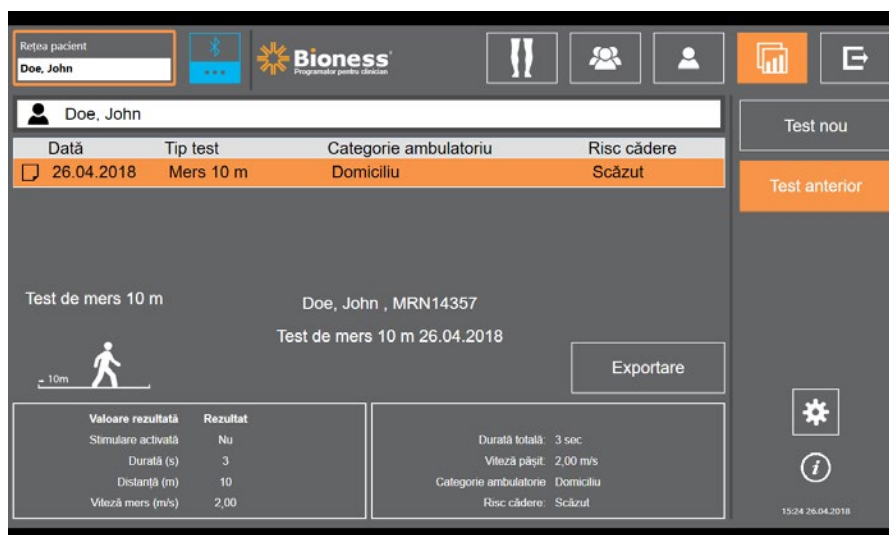 Rețea pacient
Doe, John
Bioness
Programator pentru clinician
Doe, John
Test nou
Dată Tip test Categorie ambulatoriu Risc cădere
26.04.2018 Mers 10 m Domiciliu Scăzut
Test anterior
Test de mers 10 m
Doe, John , MRN14357
Test de mers 10 m 26.04.2018
10m
Exportare
Valoare rezultată Rezultat
Stimulare activată Nu
Durată (s) 3
Distanță (m) 10
Viteză mers (m/s) 2,00
Durată totală: 3 sec
Viteză pășit: 2,00 m/s
Categorie ambulatorie Domiciliu
Risc cădere: Scăzut
15:24 26.04.2018